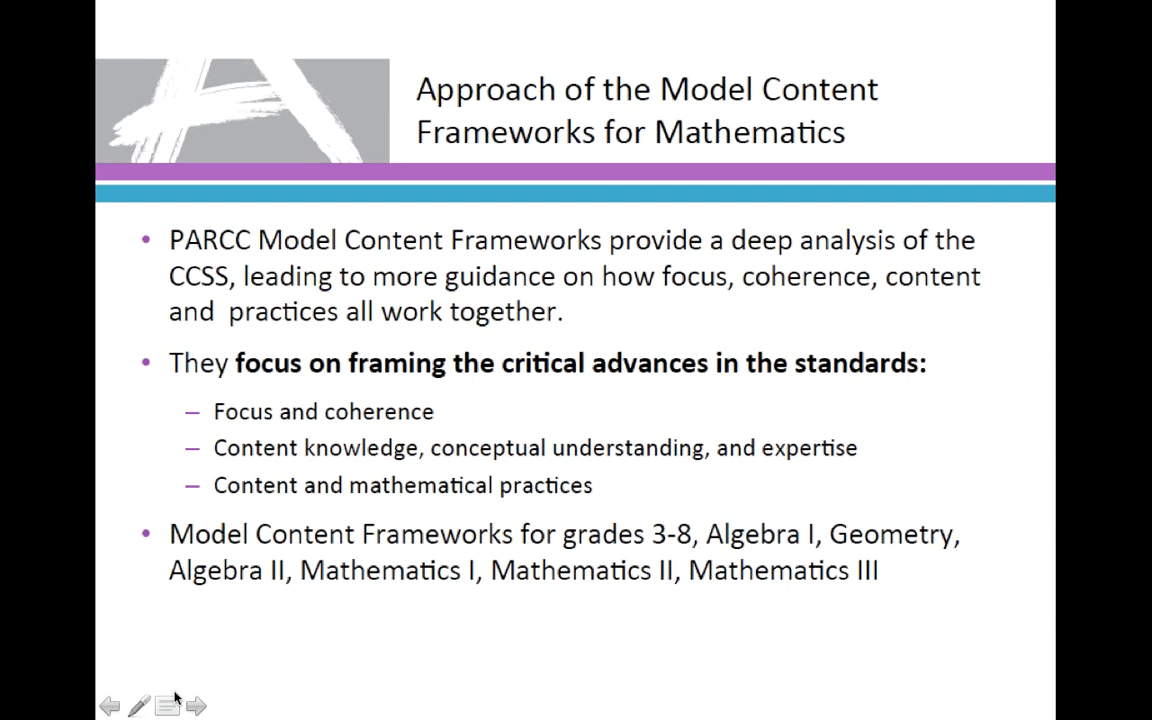 Approach of the Model Content
Frameworks for Mathematics
• PARCC Model Content Frameworks provide a deep analysis of the
CCSS, leading to more guidance on how focus, coherence, content
and  practices all work together.
• They focus on framing the critical advances in the standards:
– Focus and coherence
– Content knowledge, conceptual understanding, and expertise
– Content and mathematical practices
• Model Content Frameworks for grades 3-8, Algebra I, Geometry,
Algebra II, Mathematics I, Mathematics II, Mathematics III